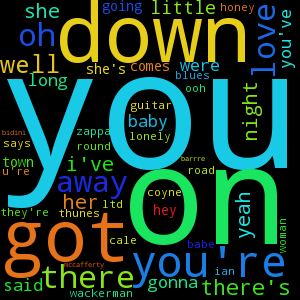 going honey
she little
oh down love you've
well she's comes were
long blues
you ooh night
guitar
baby
bidini zappa lonely
says round barre
town i've road
u're away on
her ltd coyne yeah woman
they're thunes hey
got cale babe
you're
mccafferty ian
said there gonna there's
wackerman